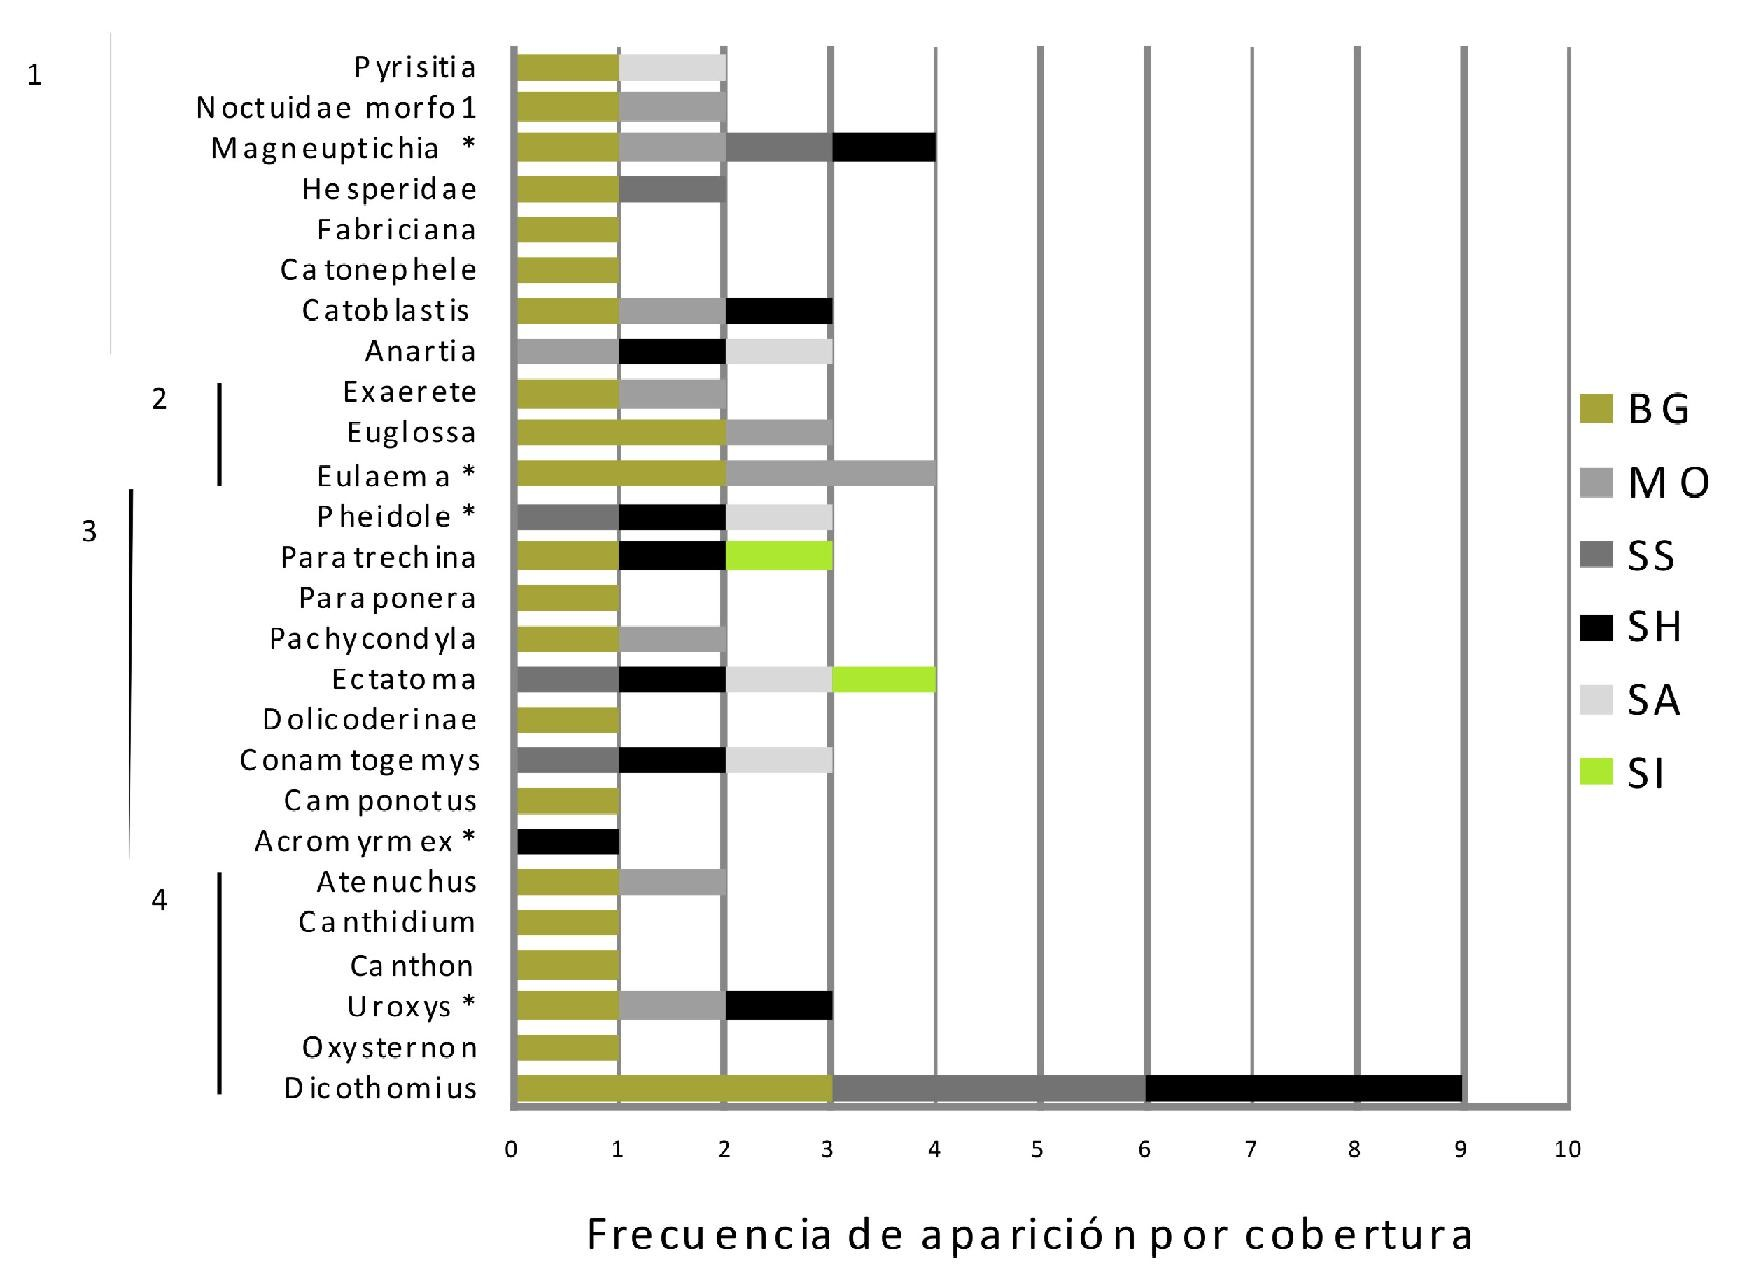 1
Pyrisitia
Noctuidae morfo1
Magneuptichia *
Hesperidae
Fabriciana
Catonephele
Catoblastis
Anartia
2
Exaerete
Euglossa
Eulaema *
3
Pheidole *
Paratrechina
Paraponera
Pachycondyla
Ectatoma
Dolicoderinae
Conamtogemys
Camponotus
Acromyrmex *
4
Atenuchus
Canthidium
Canthon
Uroxys *
Oxysternon
Dicothomius
0 1 2 3 4 5 6 7 8 9 10
Frecuencia de aparición por cobertura
BG
MO
SS
SH
SA
SI